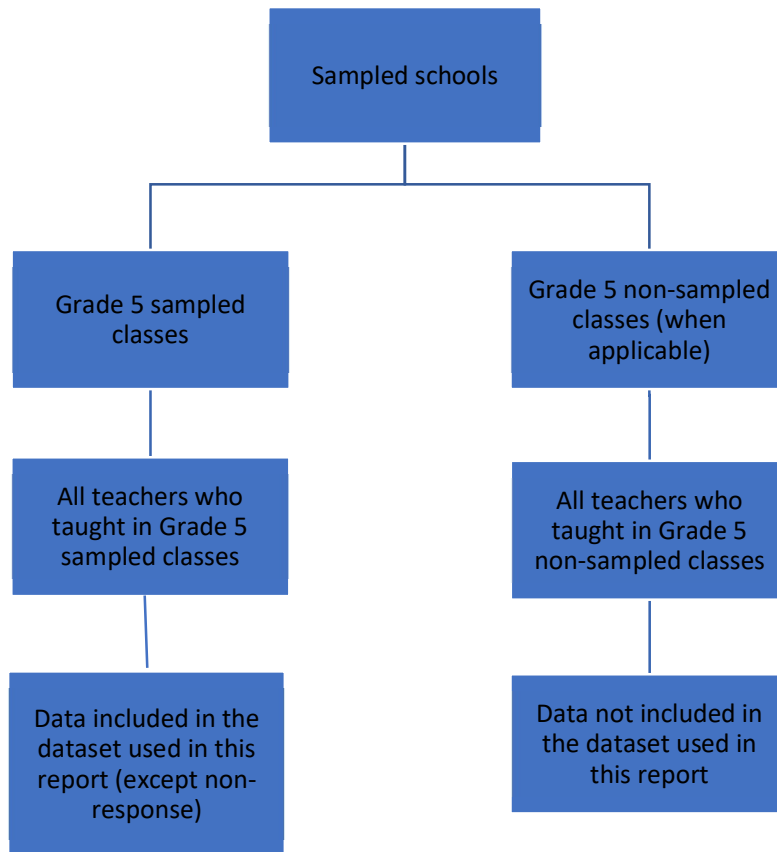 Sampled schools
Grade 5 sampled
classes
Grade 5 non-sampled
classes (when
applicable)
All teachers who
taught in Grade 5
sampled classes
All teachers who
taught in Grade 5
non-sampled classes
Data included in the
dataset used in this
report (except non-
response)
Data not included in
the dataset used in
this report